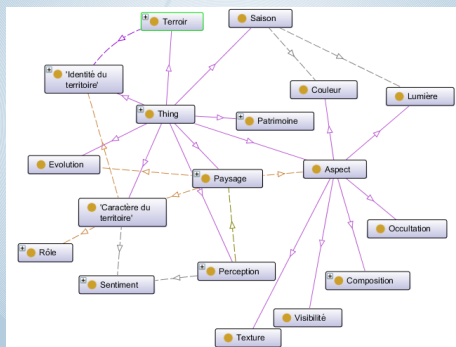 Terroir
Saison
'Identité du
territoire'
Couleur
Lumière
Thing
Patrimoine
Evolution
Paysage
Aspect
'Caractère du
territoire'
Occultation
Rôle
Sentiment
Perception
Composition
Visibilité
Texture